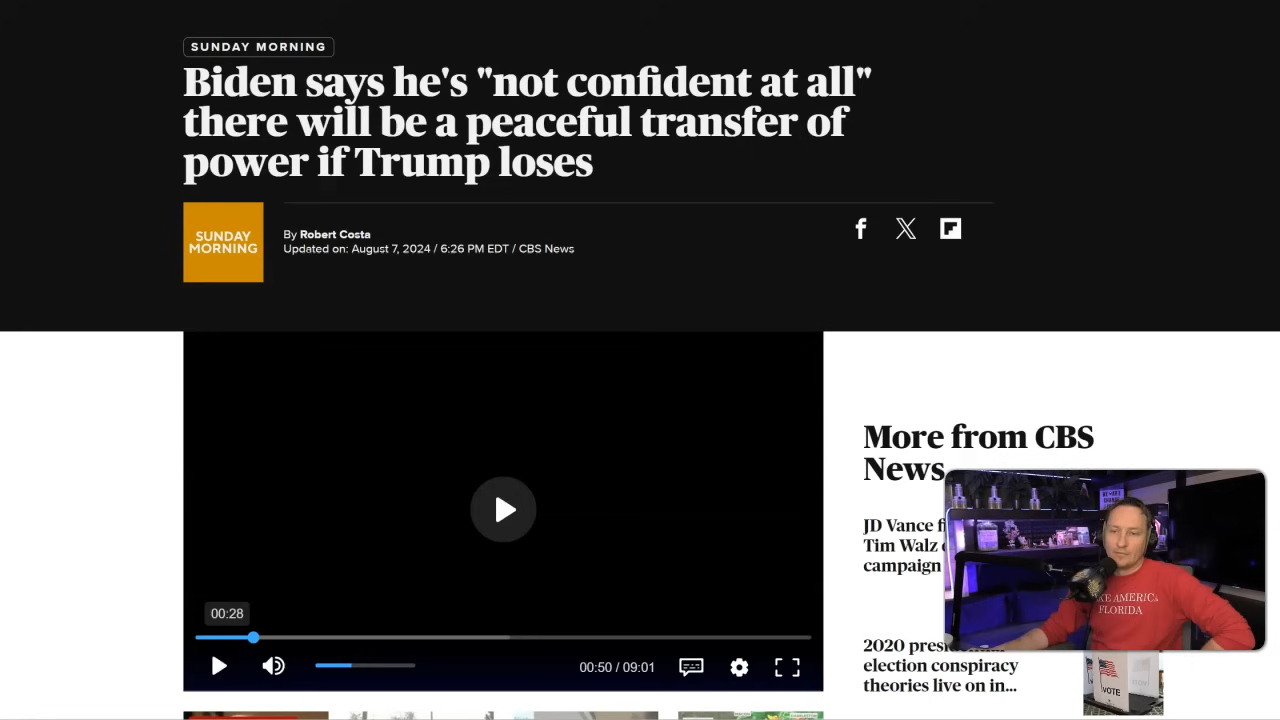 SUNDAY MORNING
Biden says he's "not confident at all"
there will be a peaceful transfer of
power if Trump loses
SUNDAY
MORNING
By Robert Costa
Updated on: August 7, 2024 / 6:26 PM EDT / CBS News
00:28
00:50 / 09:01
More from CBS
News
JD Vance
Tim Walz
campaign
AMERICA
FLORIDA
2020
election conspiracy
theories live on in...
VOTE